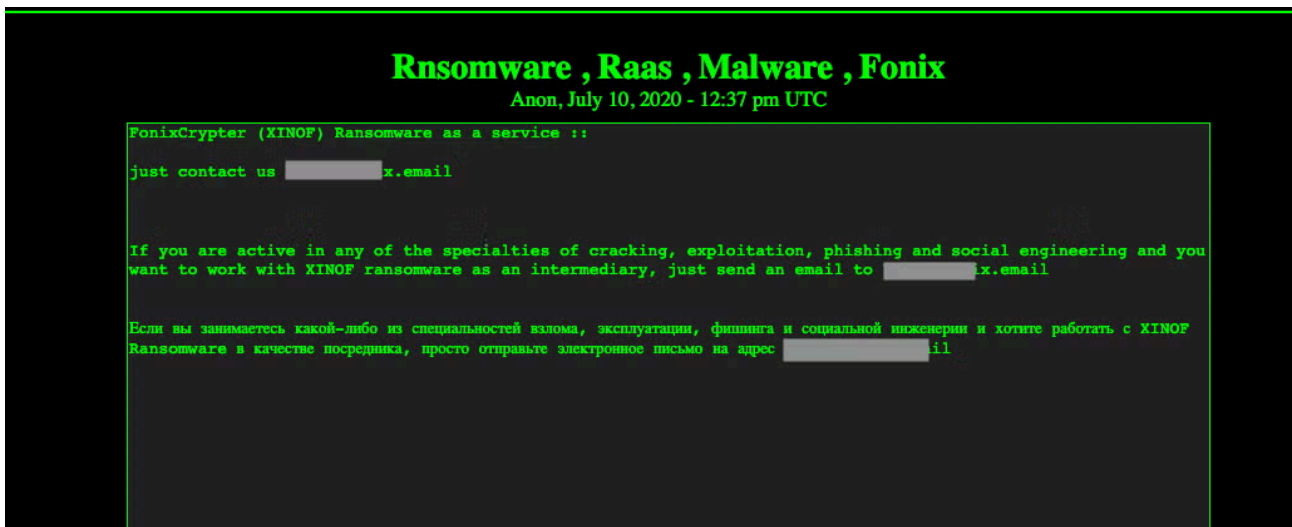 Rnsomware , Raas , Malware , Fonix
Anon, July 10, 2020 - 12:37 pm UTC
FonixCrypter (XINOF) Ransomware as a service ::
just contact us x.email
If you are active in any of the specialties of cracking, exploitation, phishing and social engineering and you
want to work with XINOF ransomware as an intermediary, just send an email to ix.email
Если вы занимаетесь какой-либо из специальностей взлома, эксплуатации, фишинга и социальной инженерии и хотите работать с XINOF
Ransomware в качестве посредника, просто отправьте электронное письмо на адрес il